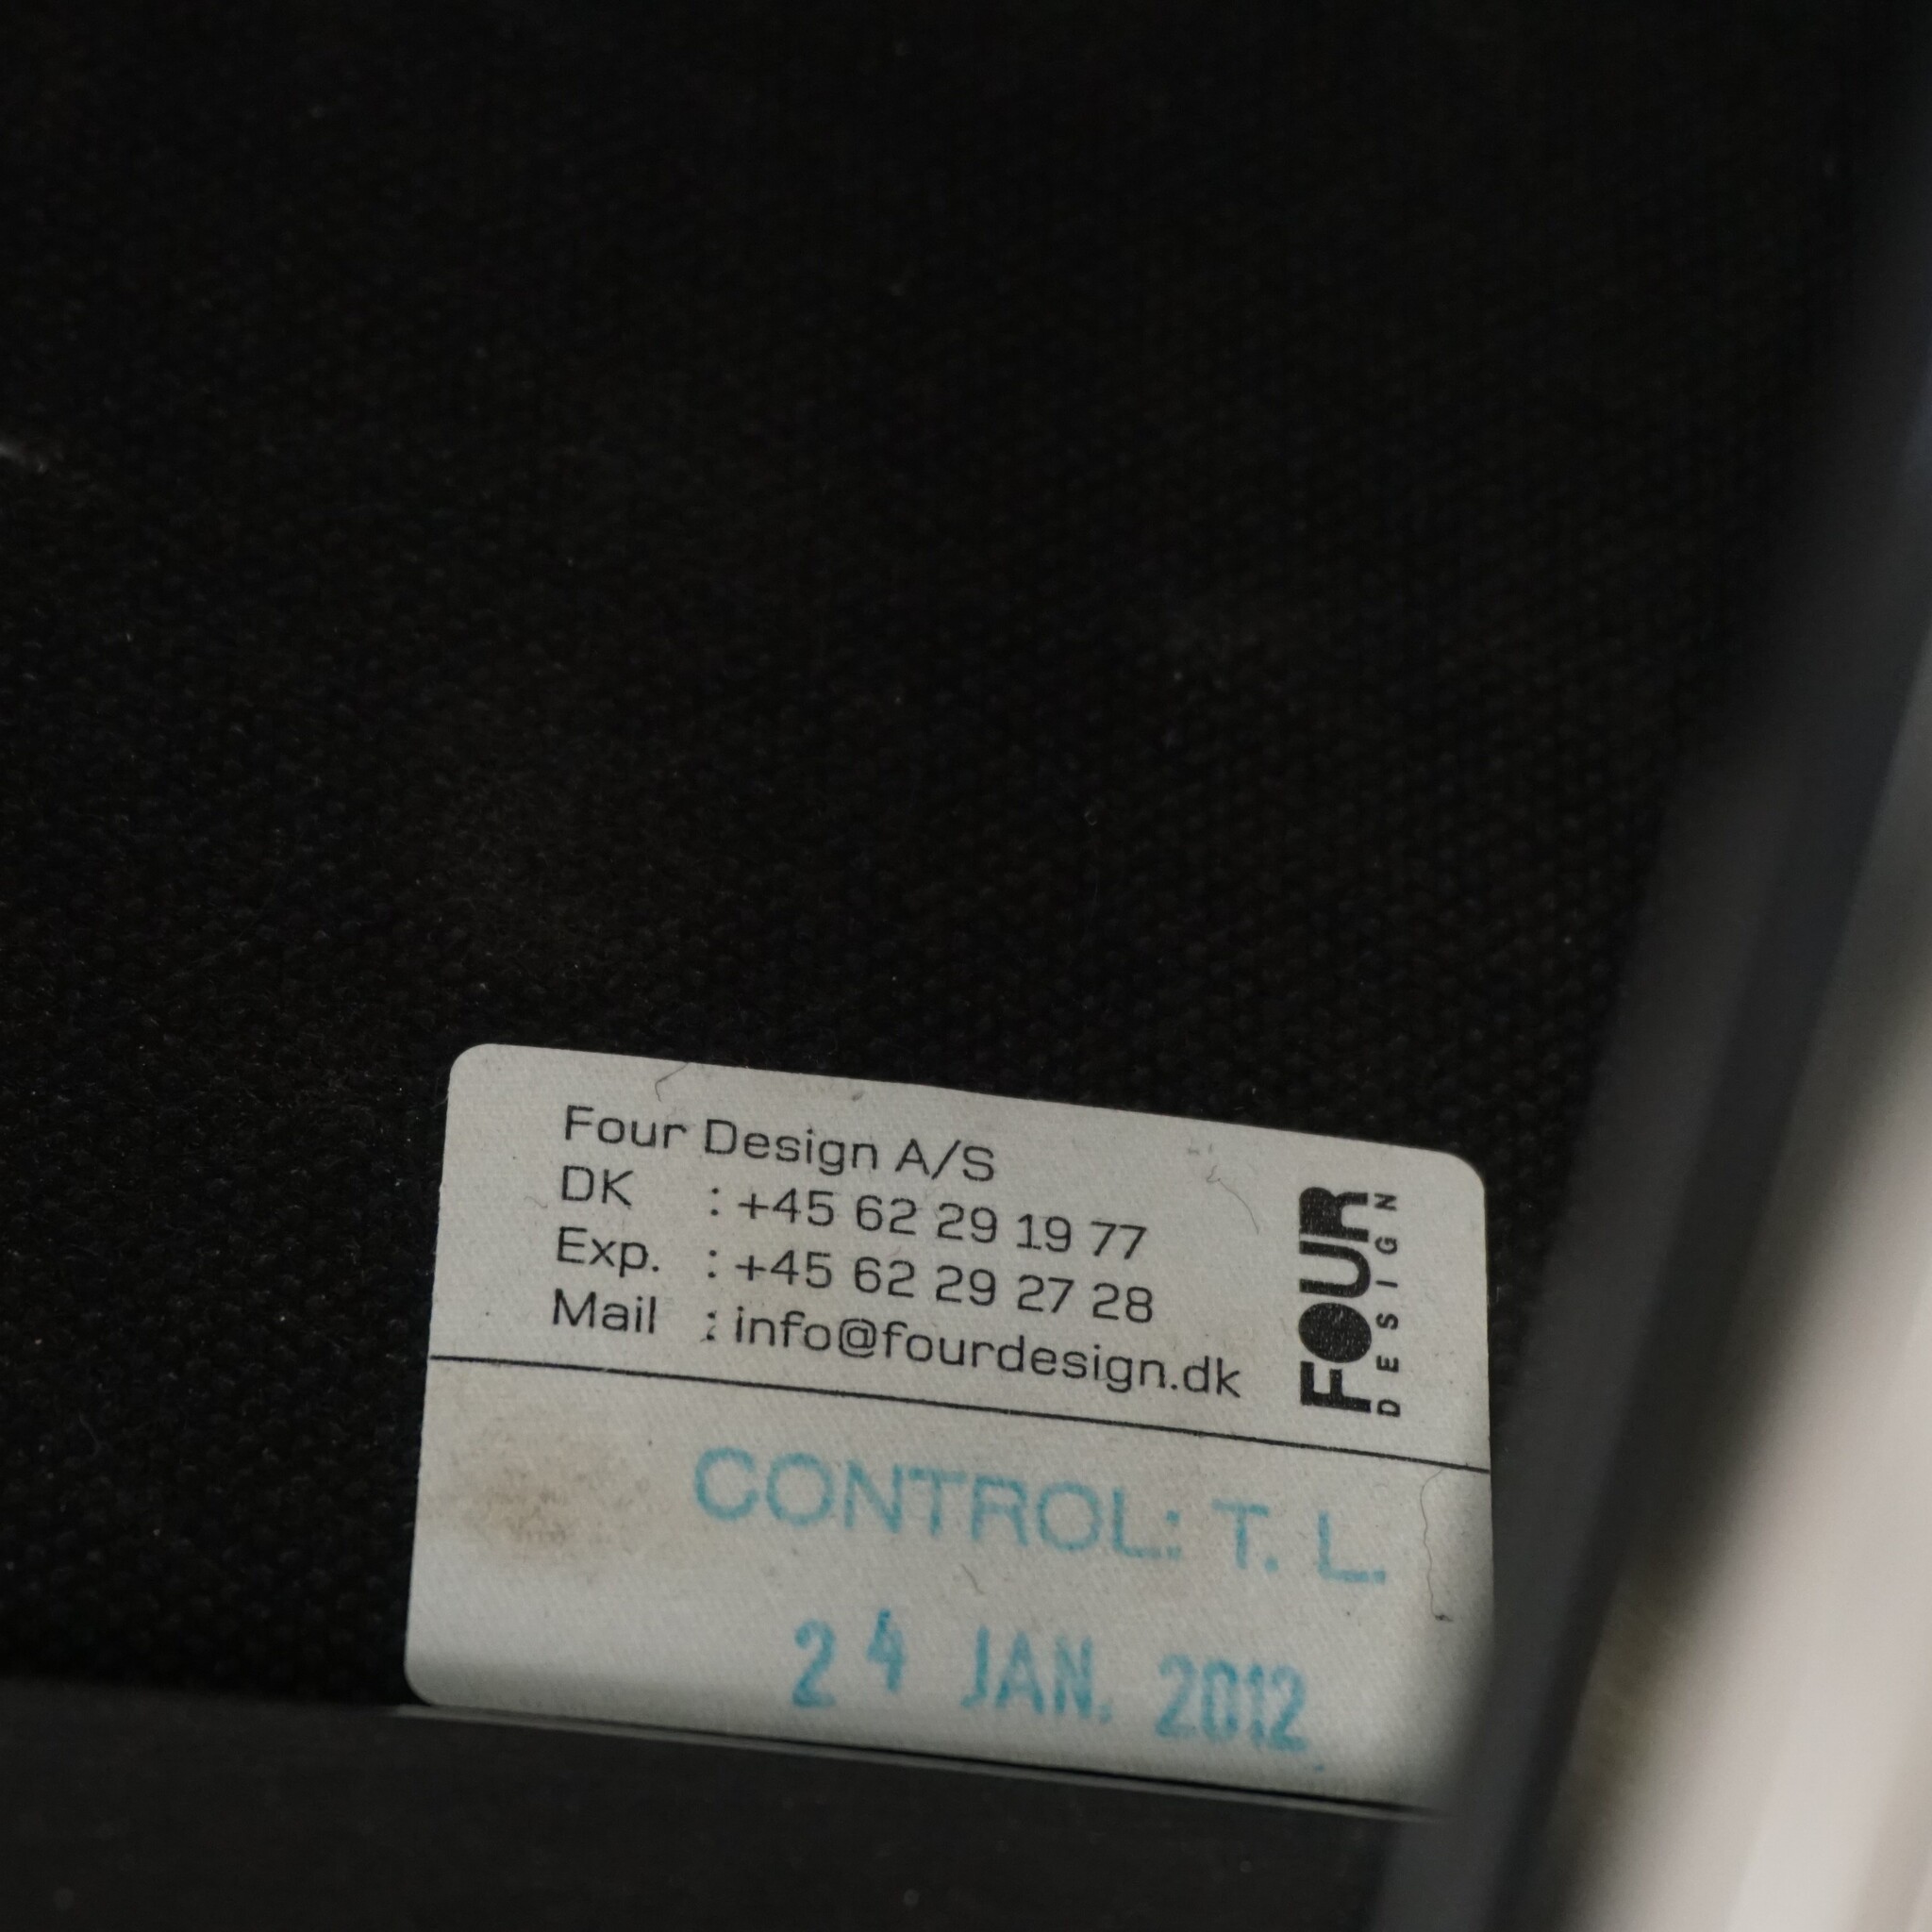 Four Design A/S
DK : +45 62 29 19 77
Exp. : +45 62 29 27 28
Mail : info@fourdesign.dk
FOUR
DESIGN
CONTROL: T. L.
24 JAN. 2012